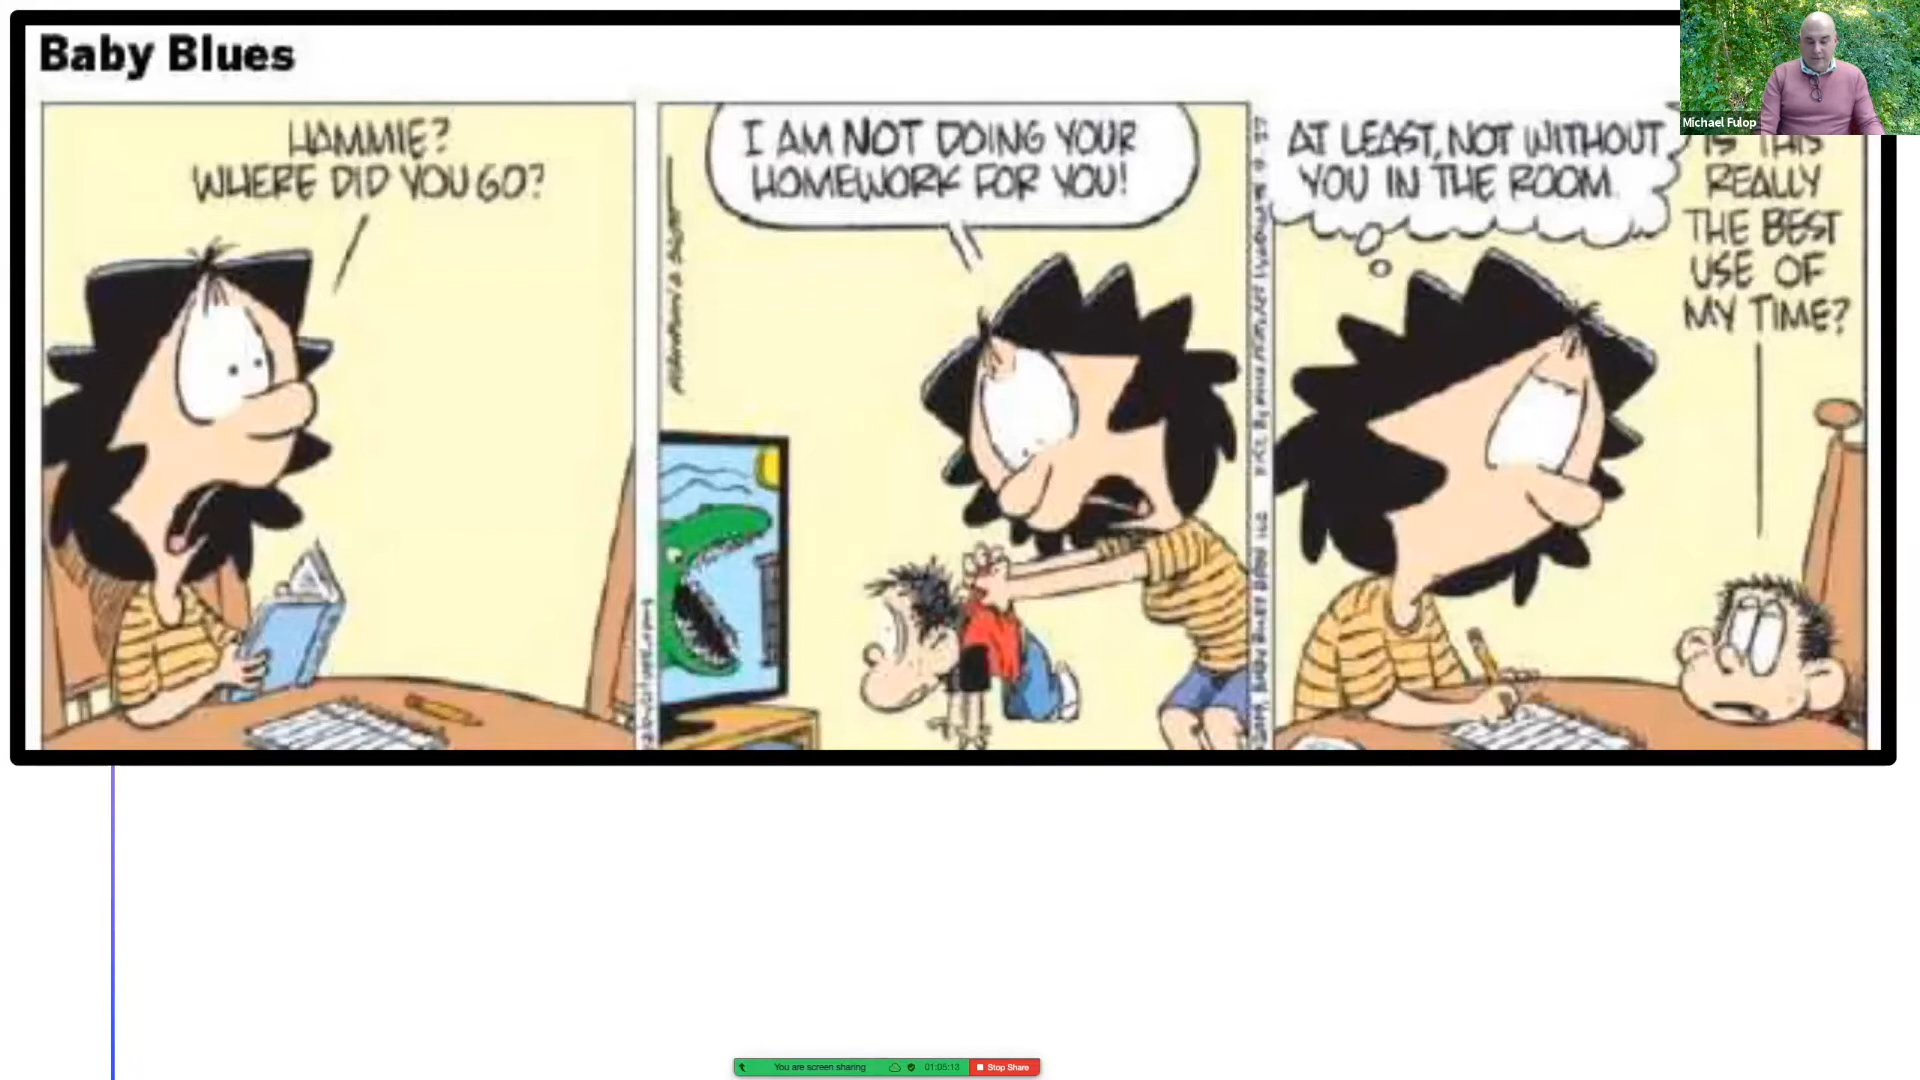 Baby Blues
HAMMIE?
WHERE DID YOU GO?
I AM NOT DOING YOUR
HOMEWORK FOR YOU!
AT LEAST, NOT WITHOUT
YOU IN THE ROOM.
IS THIS
REALLY
THE BEST
USE OF
MY TIME?
Michael Fulop
You are screen sharing
01:05:13
Stop Share